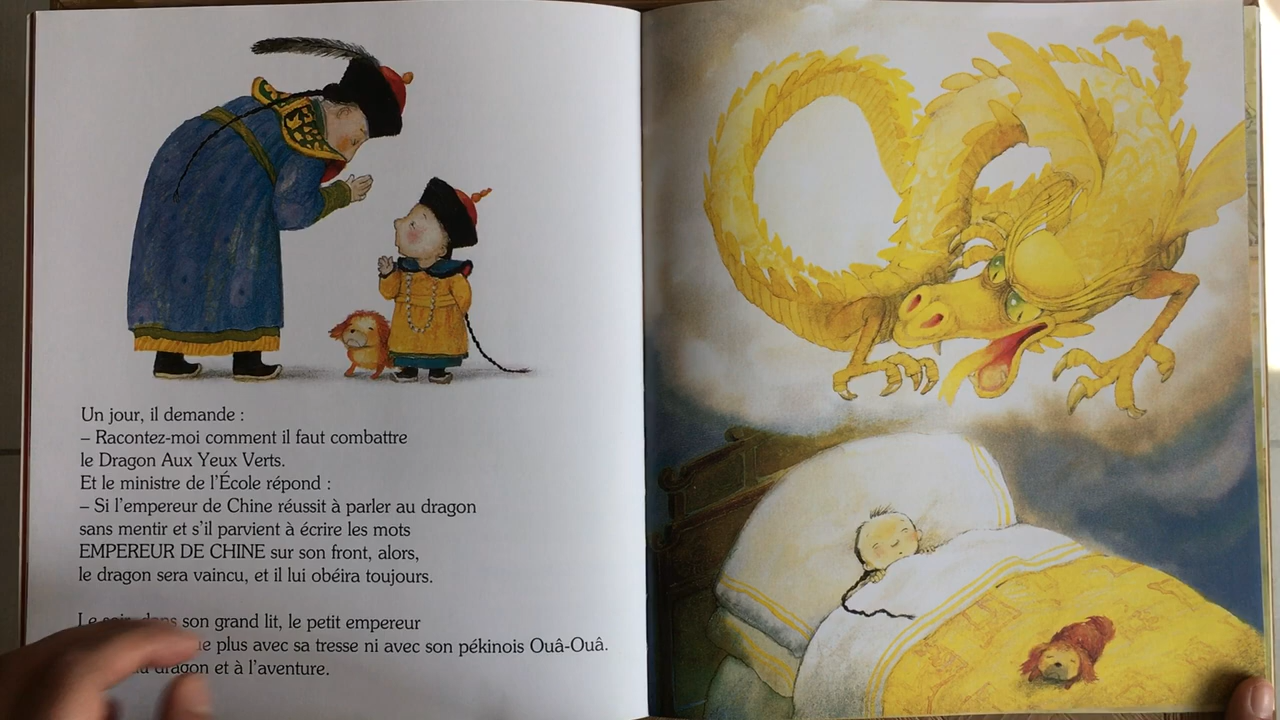 Un jour, il demande :
– Racontez-moi comment il faut combattre
le Dragon Aux Yeux Verts.
Et le ministre de l'École répond :
– Si l'empereur de Chine réussit à parler au dragon
sans mentir et s'il parvient à écrire les mots
EMPEREUR DE CHINE sur son front, alors,
le dragon sera vaincu, et il lui obéira toujours.
Le soir, dans son grand lit, le petit empereur
plus avec sa tresse ni avec son pékinois Ouâ-Ouâ.
dragon et à l'aventure.